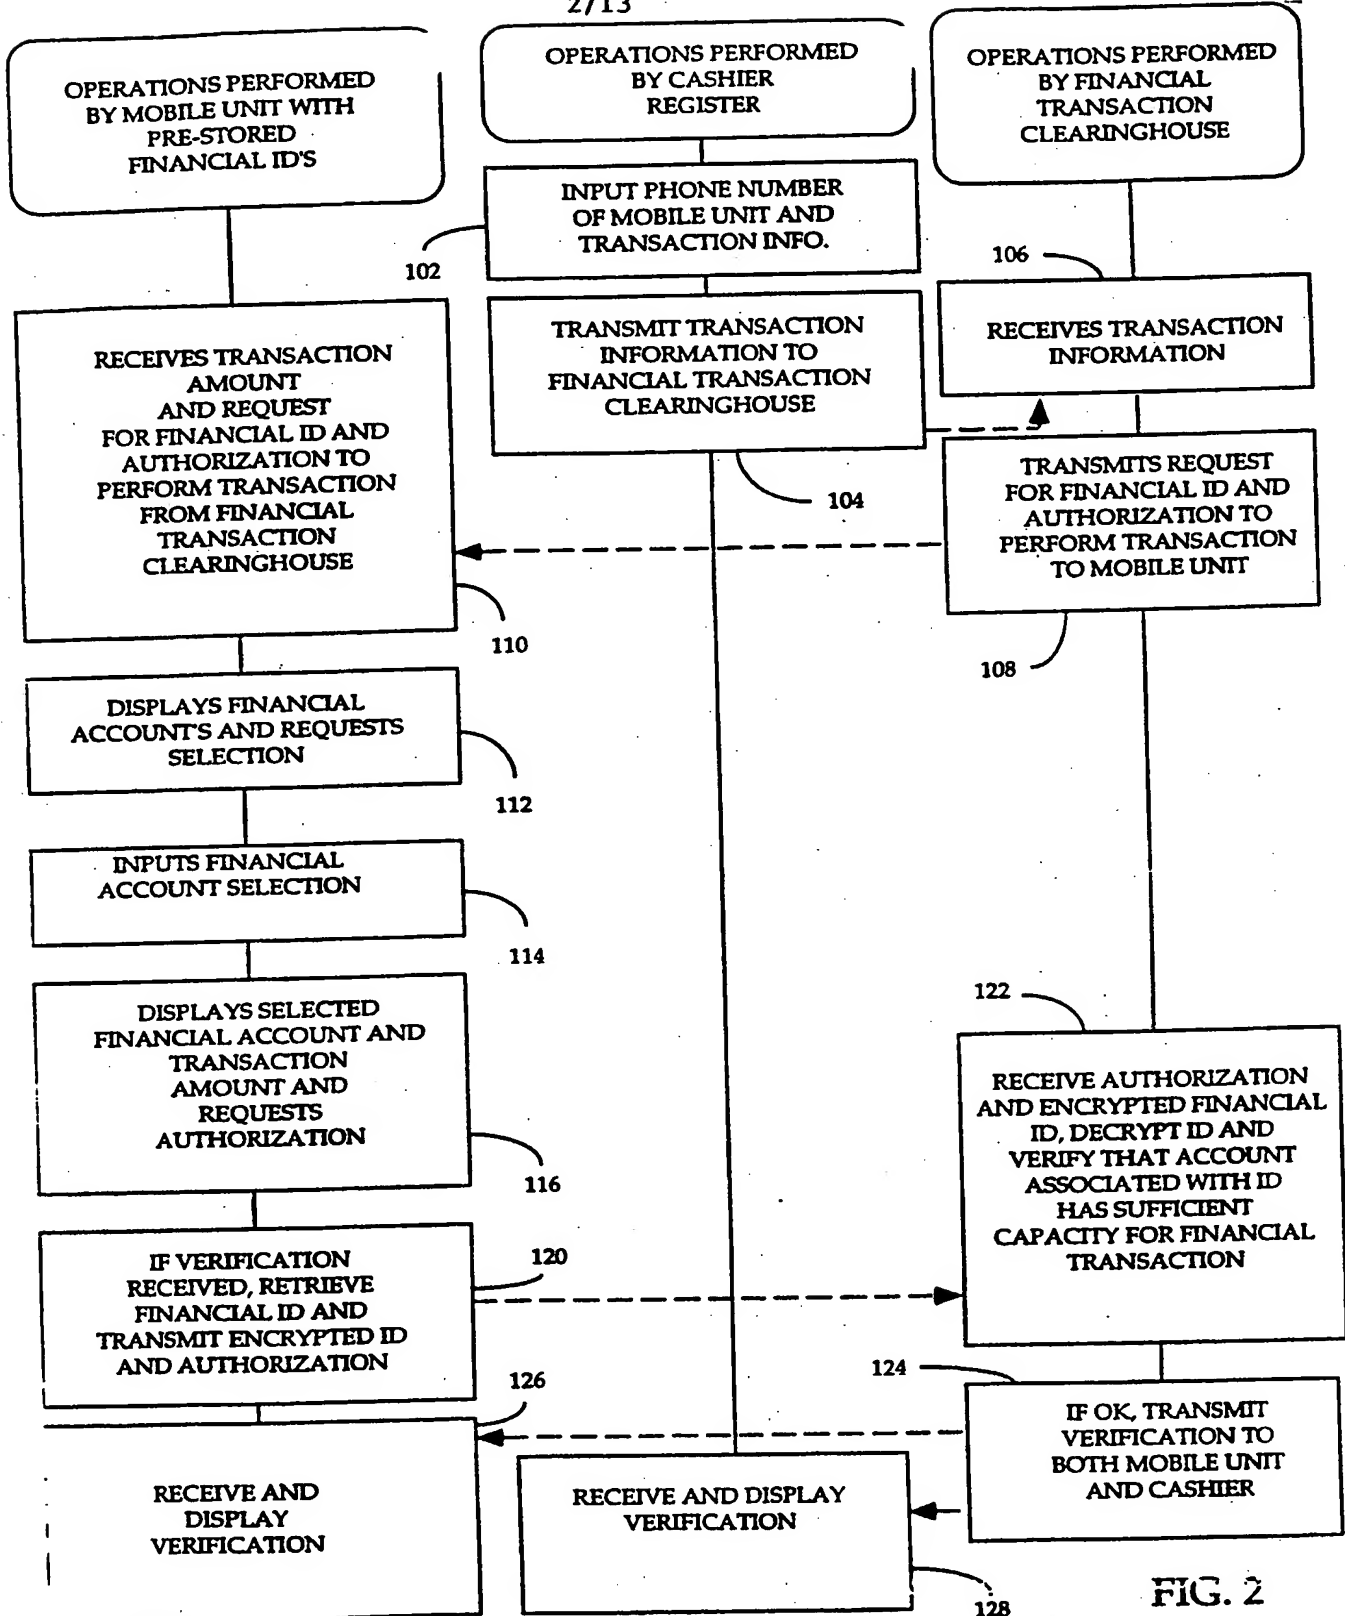 2/13
OPERATIONS PERFORMED
BY MOBILE UNIT WITH
PRE-STORED
FINANCIAL ID'S
OPERATIONS PERFORMED
BY CASHIER
REGISTER
OPERATIONS PERFORMED
BY FINANCIAL
TRANSACTION
CLEARINGHOUSE
INPUT PHONE NUMBER
OF MOBILE UNIT AND
TRANSACTION INFO.
102
TRANSMIT TRANSACTION
INFORMATION TO
FINANCIAL TRANSACTION
CLEARINGHOUSE
104
106
RECEIVES TRANSACTION
INFORMATION
TRANSMITS REQUEST
FOR FINANCIAL ID AND
AUTHORIZATION TO
PERFORM TRANSACTION
TO MOBILE UNIT
108
RECEIVES TRANSACTION
AMOUNT
AND REQUEST
FOR FINANCIAL ID AND
AUTHORIZATION TO
PERFORM TRANSACTION
FROM FINANCIAL
TRANSACTION
CLEARINGHOUSE
110
DISPLAYS FINANCIAL
ACCOUNT'S AND REQUESTS
SELECTION
112
INPUTS FINANCIAL
ACCOUNT SELECTION
114
DISPLAYS SELECTED
FINANCIAL ACCOUNT AND
TRANSACTION
AMOUNT AND
REQUESTS
AUTHORIZATION
116
IF VERIFICATION
RECEIVED, RETRIEVE
FINANCIAL ID AND
TRANSMIT ENCRYPTED ID
AND AUTHORIZATION
120
122
RECEIVE AUTHORIZATION
AND ENCRYPTED FINANCIAL
ID, DECRYPT ID AND
VERIFY THAT ACCOUNT
ASSOCIATED WITH ID
HAS SUFFICIENT
CAPACITY FOR FINANCIAL
TRANSACTION
124
IF OK, TRANSMIT
VERIFICATION TO
BOTH MOBILE UNIT
AND CASHIER
126
RECEIVE AND
DISPLAY
VERIFICATION
RECEIVE AND DISPLAY
VERIFICATION
128
FIG. 2